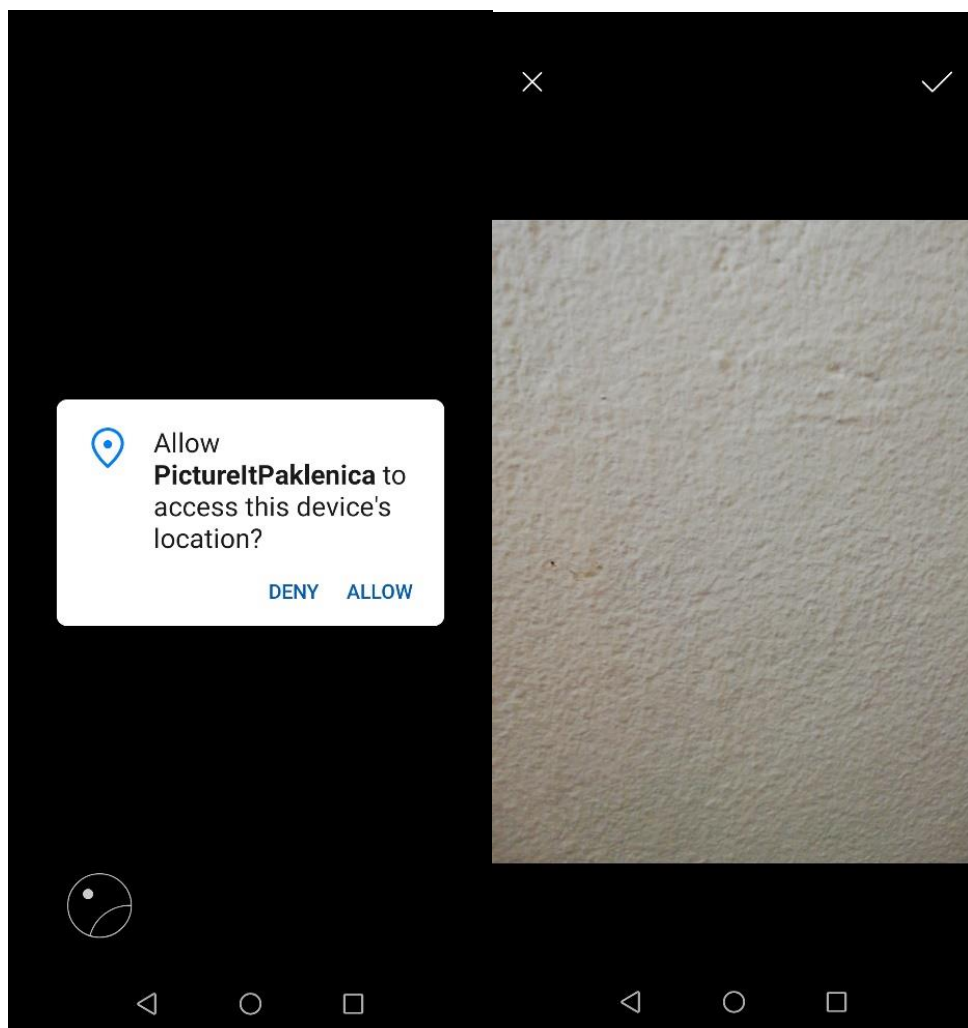 Allow
PictureItPaklenica to
access this device's
location?
DENY ALLOW